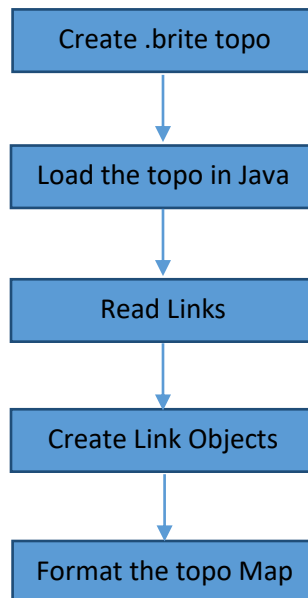 Create .brite topo
Load the topo in Java
Read Links
Create Link Objects
Format the topo Map